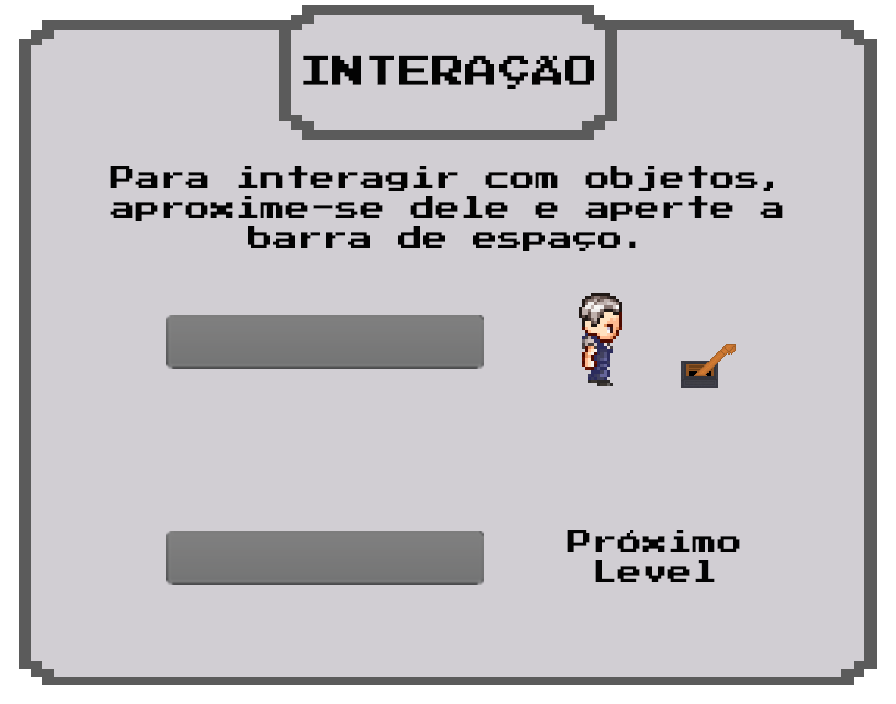 INTERAÇÃO
Para interagir com objetos,
aproxime-se dele e aperte a
barra de espaço.
Próximo
Level